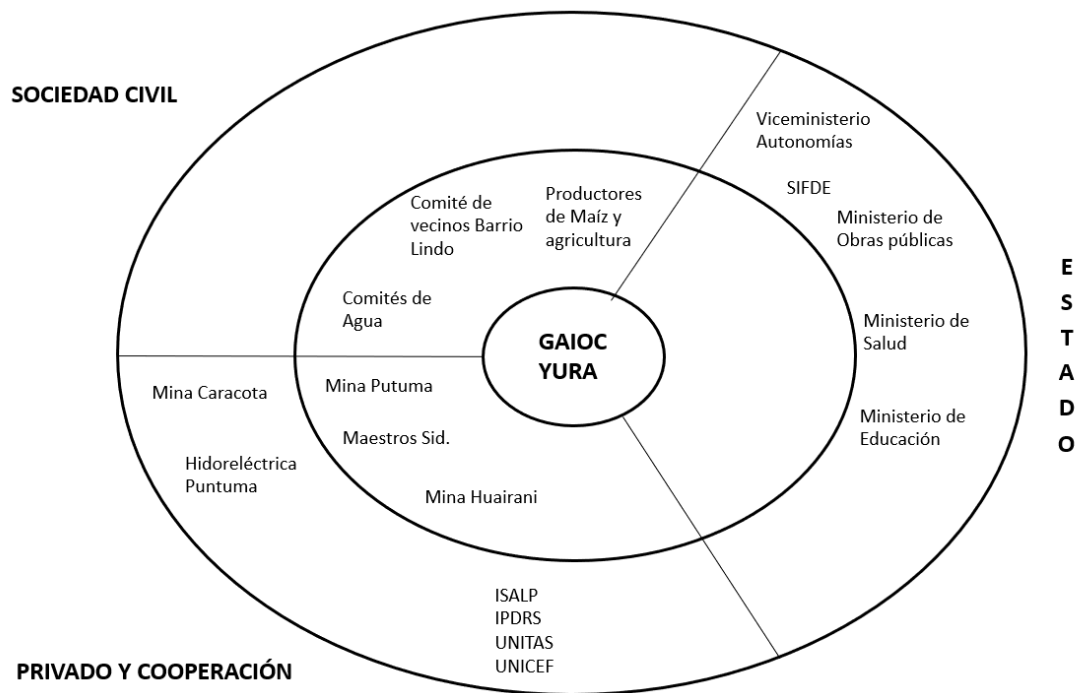 SOCIEDAD CIVIL
Viceministerio
Autonomías
SIFDE
Ministerio de
Obras públicas
Comité de
vecinos Barrio
Lindo
Productores
de Maíz y
agricultura
Comités de
Agua
GAIOC
YURA
Ministerio de
Salud
Ministerio de
Educación
E
S
T
A
D
O
Mina Caracota
Mina Putuma
Maestros Sid.
Hidoreléctrica
Puntuma
Mina Huairani
ISALP
IPDRS
UNITAS
UNICEF
PRIVADO Y COOPERACIÓN